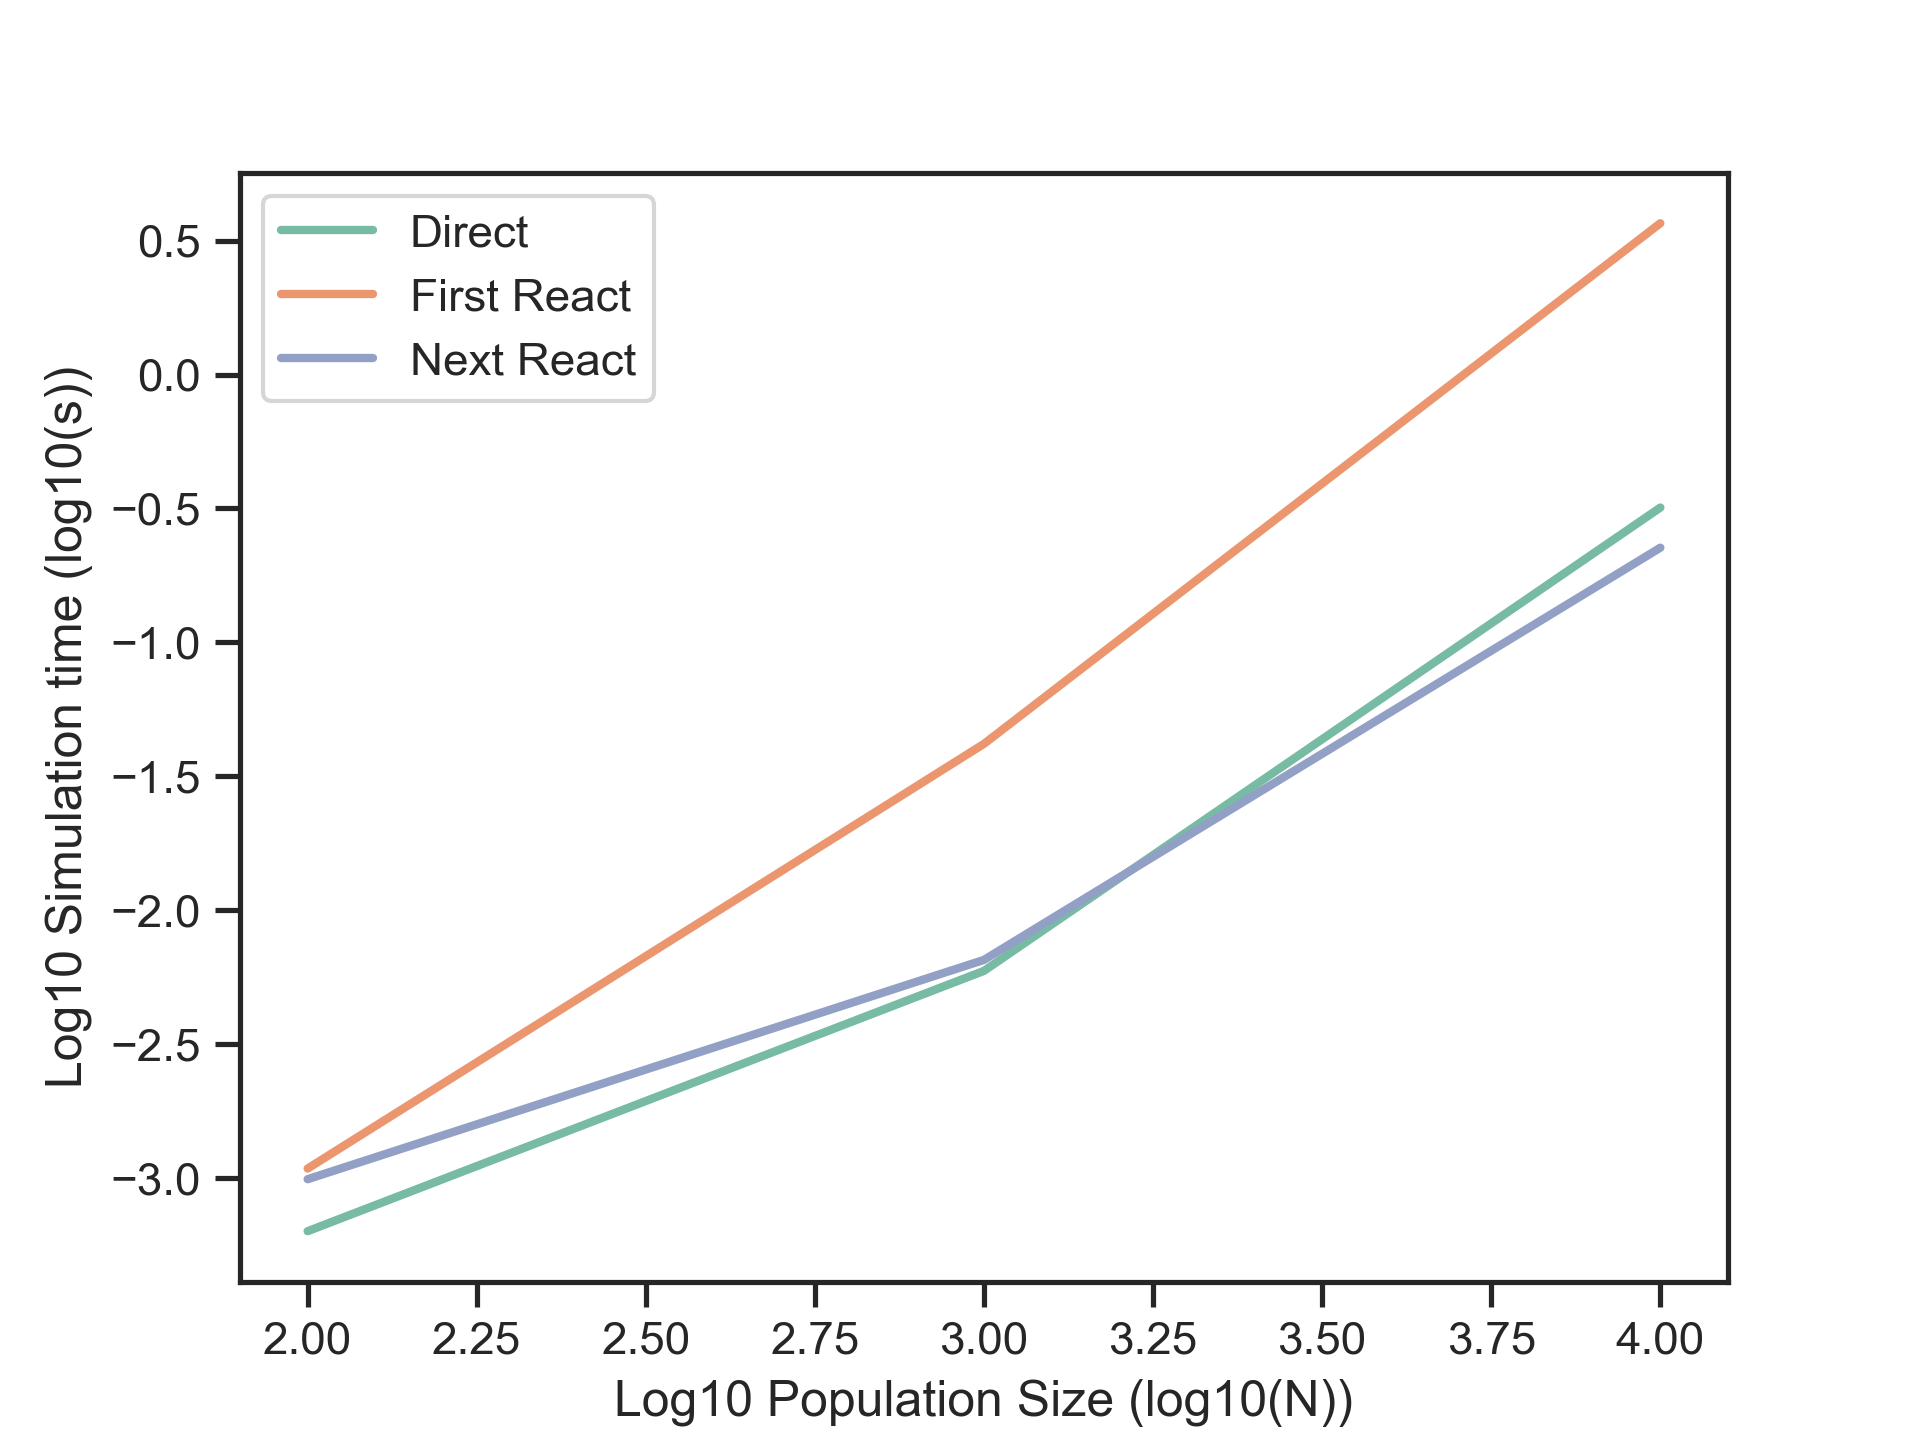 Direct
First React
Next React
0.5
0.0
−0.5
−1.0
−1.5
−2.0
−2.5
−3.0
Log10 Simulation time (log10(s))
2.00 2.25 2.50 2.75 3.00 3.25 3.50 3.75 4.00
Log10 Population Size (log10(N))